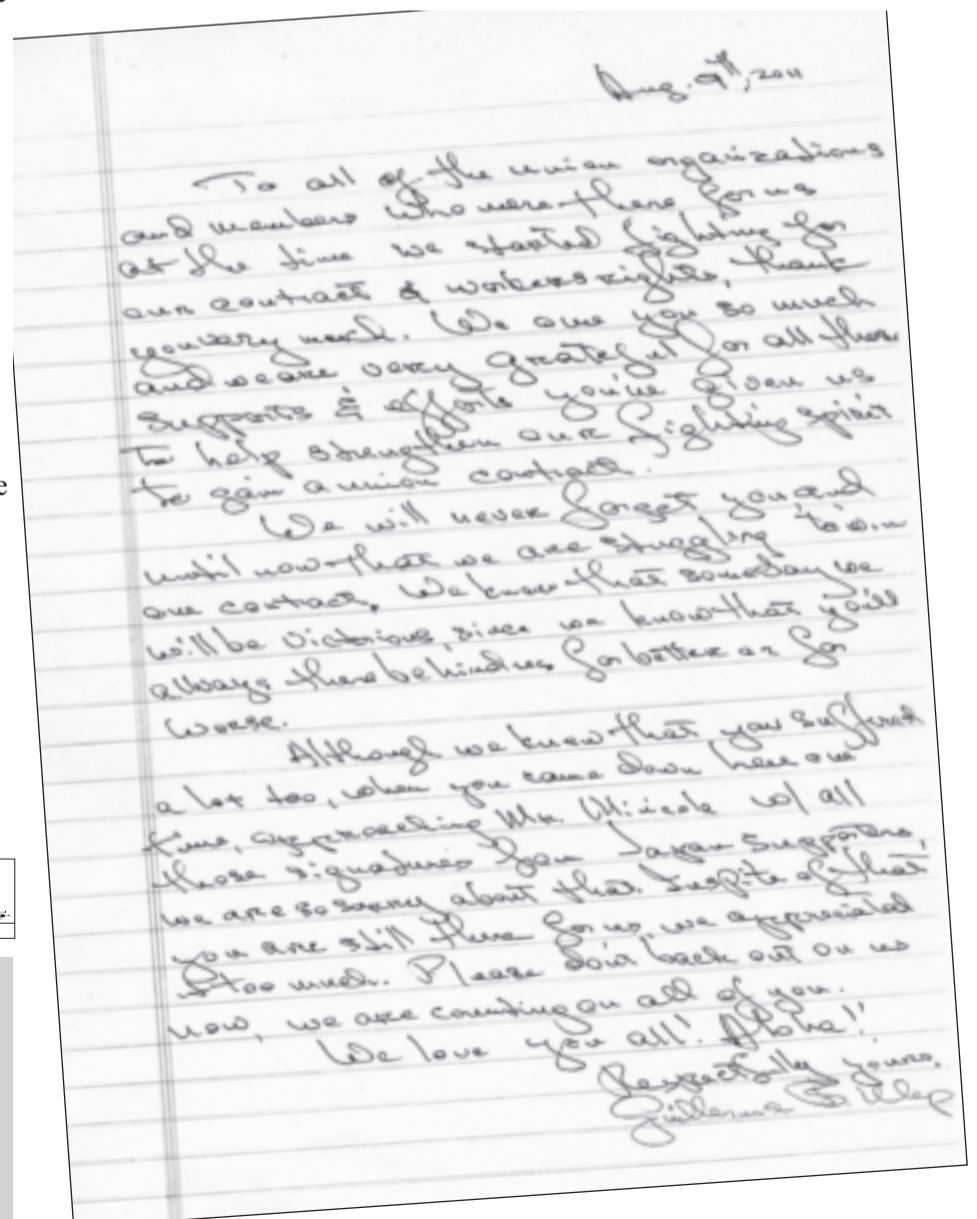 Aug. 9th, 2011
To all of the union organizations
and members who were there for us
at the time we started fighting for
our contract & workers rights, thank
you very much. We owe you so much
and we are very grateful for all those
supports & efforts you've given us
to help strengthen our fighting spirit
to gain a union contract.
We will never forget you and
until now that we are stuggling to win
our contract. We know that someday we
will be victorious, since we know that you'll
always there behind us for better or for
worse.
Although we knew that you suffered
a lot too, when you came down here one
time, approaching Mr. w/ all
those signatures from Japan Supporters,
we are so sorry about that. Inspite of that
you are still there for us, we appreciated
it too much. Please don't back out on us
now, we are counting on all of you.
We love you all! Aloha!!
Respectfully yours,
Guillerma
e